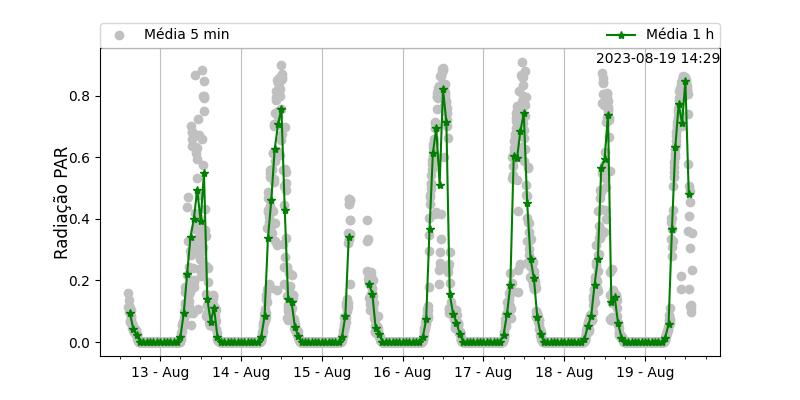 Média 5 min
Média 1 h
2023-08-19 14:29
Radiação PAR
0.8
0.6
0.4
0.2
0.0
13 - Aug
14 - Aug
15 - Aug
16 - Aug
17 - Aug
18 - Aug
19 - Aug